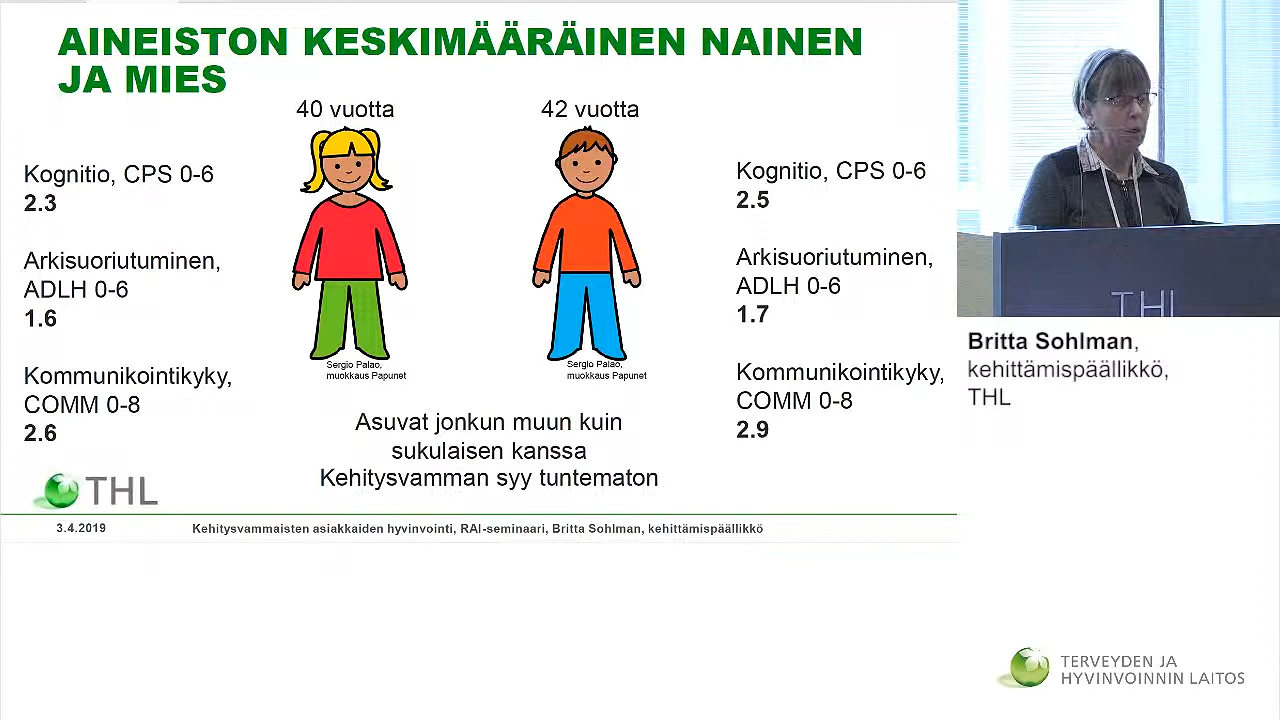 AINEISTON KESKIMÄÄRÄINEN NAINEN
JA MIES
40 vuotta
42 vuotta
Kognitio, CPS 0-6
2.3
Arkisuoriutuminen,
ADLH 0-6
1.6
Kommunikointikyky,
COMM 0-8
2.6
Sergio Palao,
muokkaus Papunet
Sergio Palao,
muokkaus Papunet
Kognitio, CPS 0-6
2.5
Arkisuoriutuminen,
ADLH 0-6
1.7
Kommunikointikyky,
COMM 0-8
2.9
Asuvat jonkun muun kuin
sukulaisen kanssa
Kehitysvamman syy tuntematon
THL
3.4.2019
Kehitysvammaisten asiakkaiden hyvinvointi, RAI-seminaari, Britta Sohlman, kehittämispäällikkö
THL
Britta Sohlman,
kehittämispäällikkö,
THL
TERVEYDEN JA
HYVINVOINNIN LAITOS